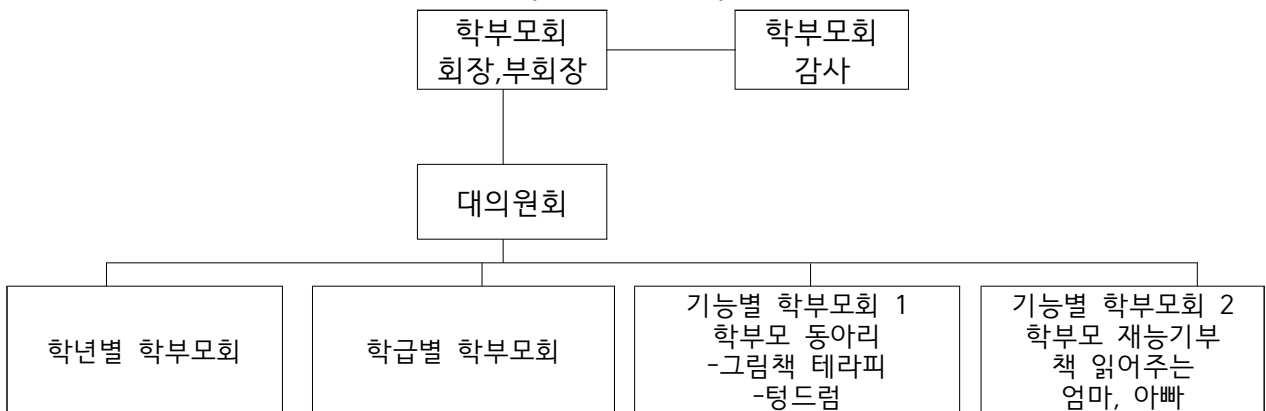 학부모회
회장,부회장
학부모회
감사
대의원회
학년별 학부모회
학급별 학부모회
기능별 학부모회 1
학부모 동아리
-그림책 테라피
-텅드럼
기능별 학부모회 2
학부모 재능기부
책 읽어주는
엄마, 아빠